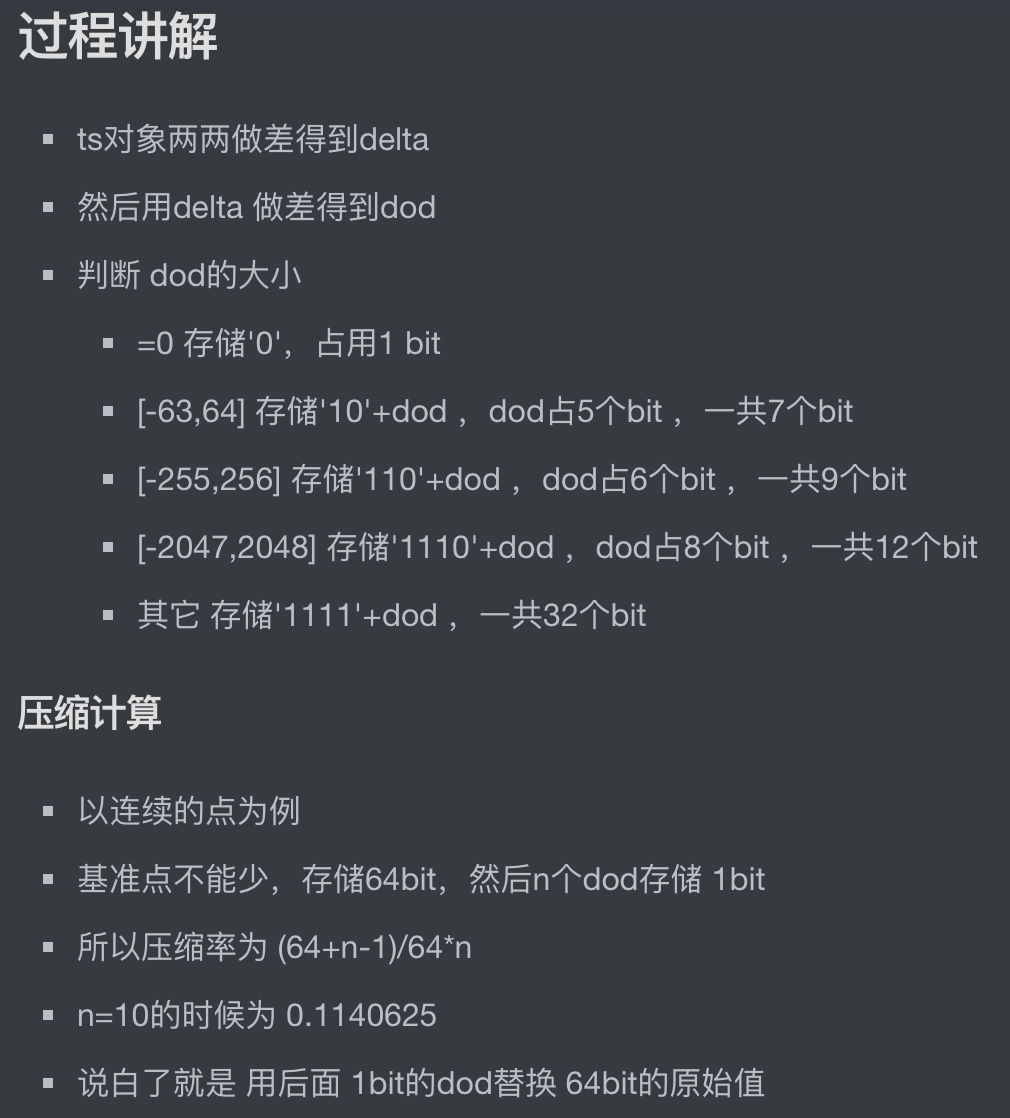 过程讲解
ts对象两两做差得到delta
然后用delta 做差得到dod
判断 dod的大小
=0 存储'0'，占用1 bit
[-63,64] 存储'10'+dod ，dod占5个bit ，一共7个bit
[-255,256] 存储'110'+dod ，dod占6个bit ，一共9个bit
[-2047,2048] 存储'1110'+dod ，dod占8个bit ，一共12个bit
其它 存储'1111'+dod ，一共32个bit
压缩计算
以连续的点为例
基准点不能少，存储64bit，然后n个dod存储 1bit
所以压缩率为 (64+n-1)/64*n
n=10的时候为 0.1140625
说白了就是 用后面 1bit的dod替换 64bit的原始值